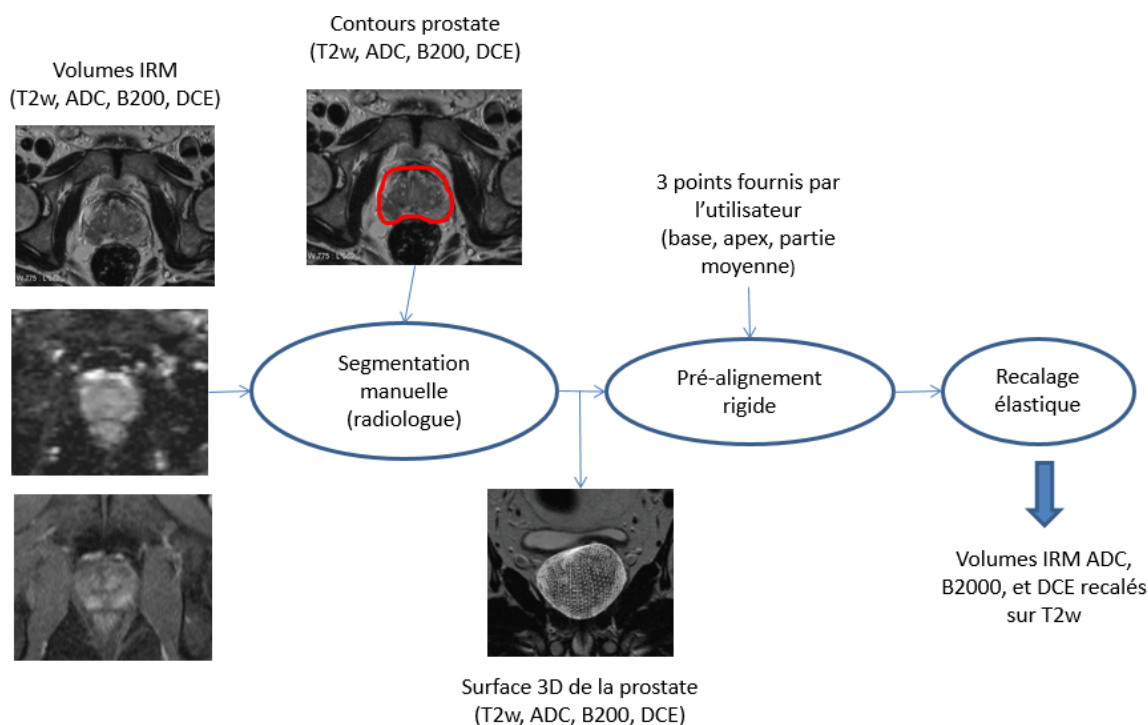 Contours prostate
(T2w, ADC, B200, DCE)
Volumes IRM
(T2w, ADC, B200, DCE)
3 points fournis par
l'utilisateur
(base, apex, partie
moyenne)
Segmentation
manuelle
(radiologue)
Pré-alignement
rigide
Recalage
élastique
Volumes IRM ADC,
B2000, et DCE recalés
sur T2w
Surface 3D de la prostate
(T2w, ADC, B200, DCE)